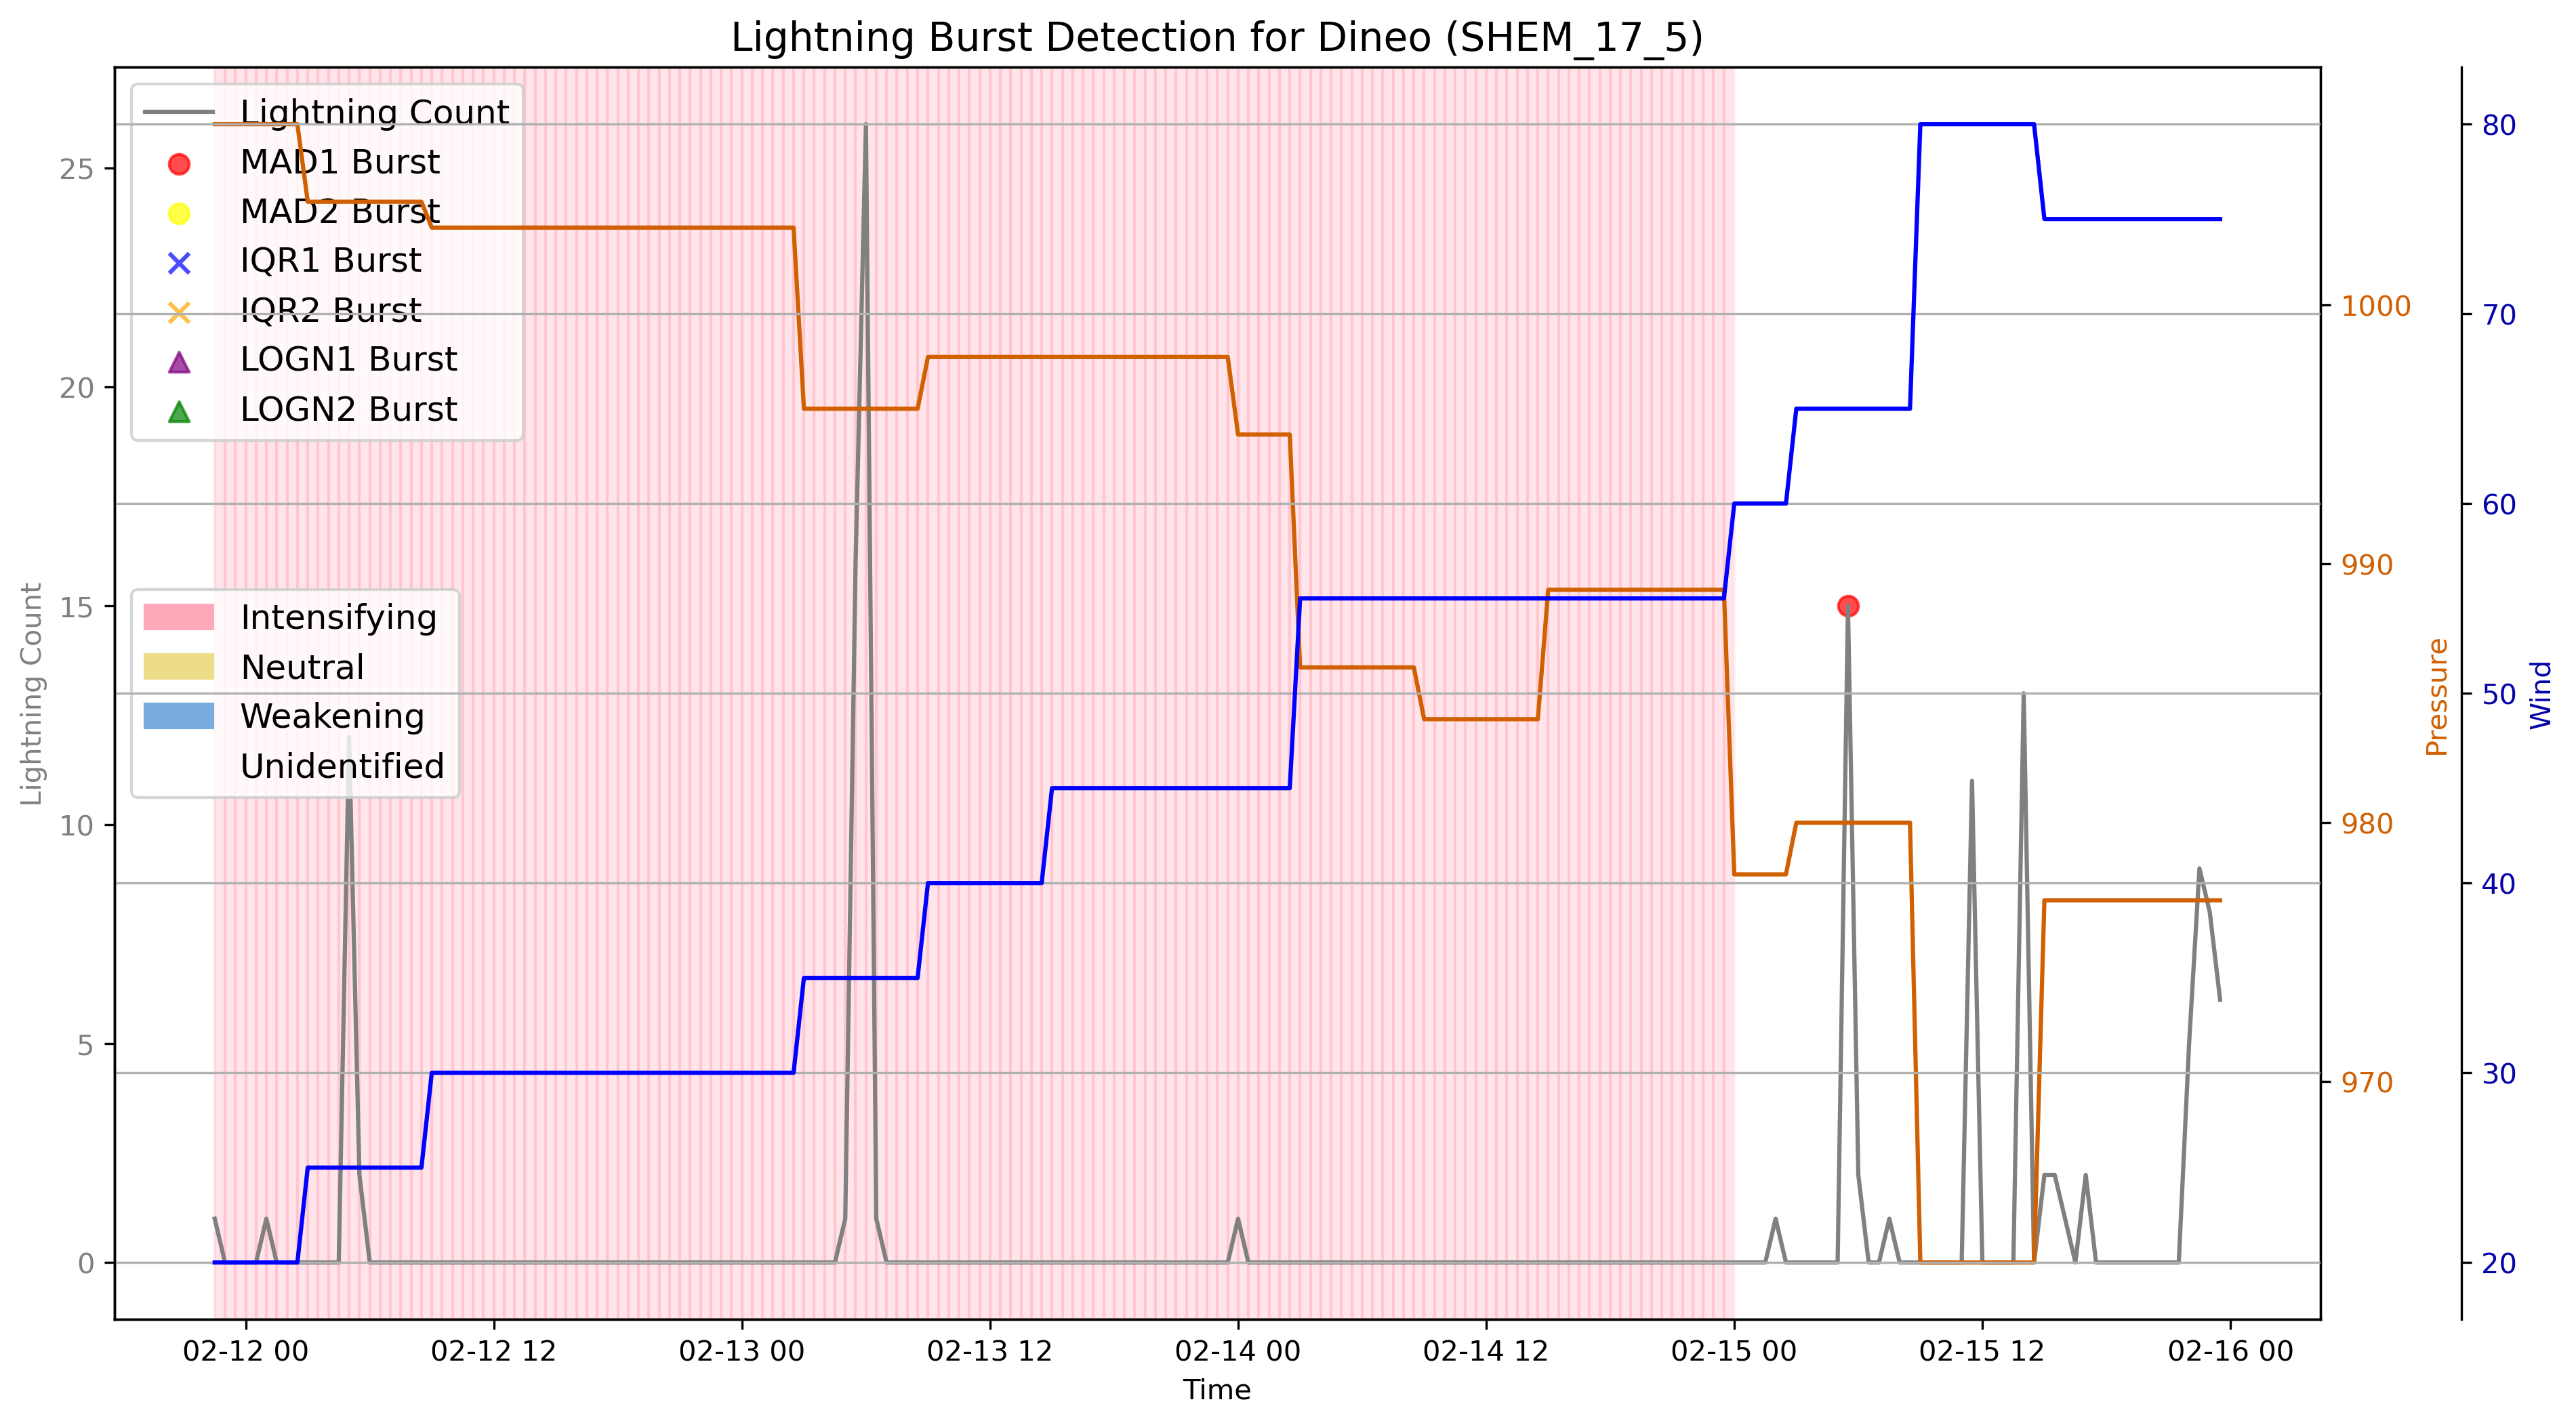 Lightning Burst Detection for Dineo (SHEM_17_5)
Lightning Count
MAD1 Burst
MAD2 Burst
IQR1 Burst
IQR2 Burst
LOGN1 Burst
LOGN2 Burst
Intensifying
Neutral
Weakening
Unidentified
Lightning Count
25
20
15
10
5
0
1000
990
980
970
Pressure
80
70
60
50
40
30
20
Wind
02-12 00
02-12 12
02-13 00
02-13 12
02-14 00
02-14 12
02-15 00
02-15 12
02-16 00
Time